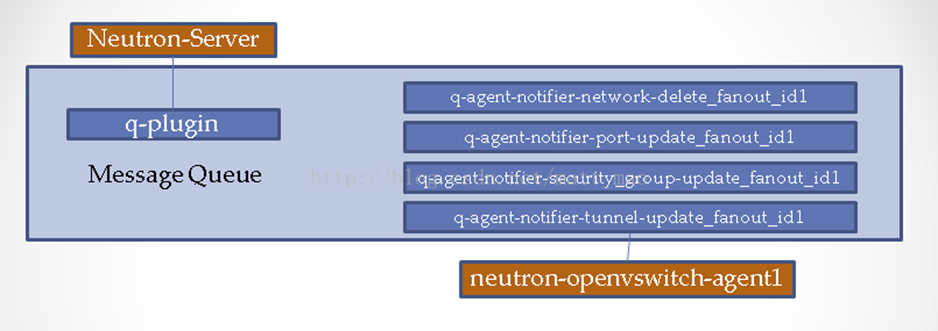 Neutron-Server
q-plugin
Message Queue
q-agent-notifier-network-delete_fanout_id1
q-agent-notifier-port-update_fanout_id1
q-agent-notifier-security_group-update_fanout_id1
q-agent-notifier-tunnel-update_fanout_id1
neutron-openvswitch-agent1